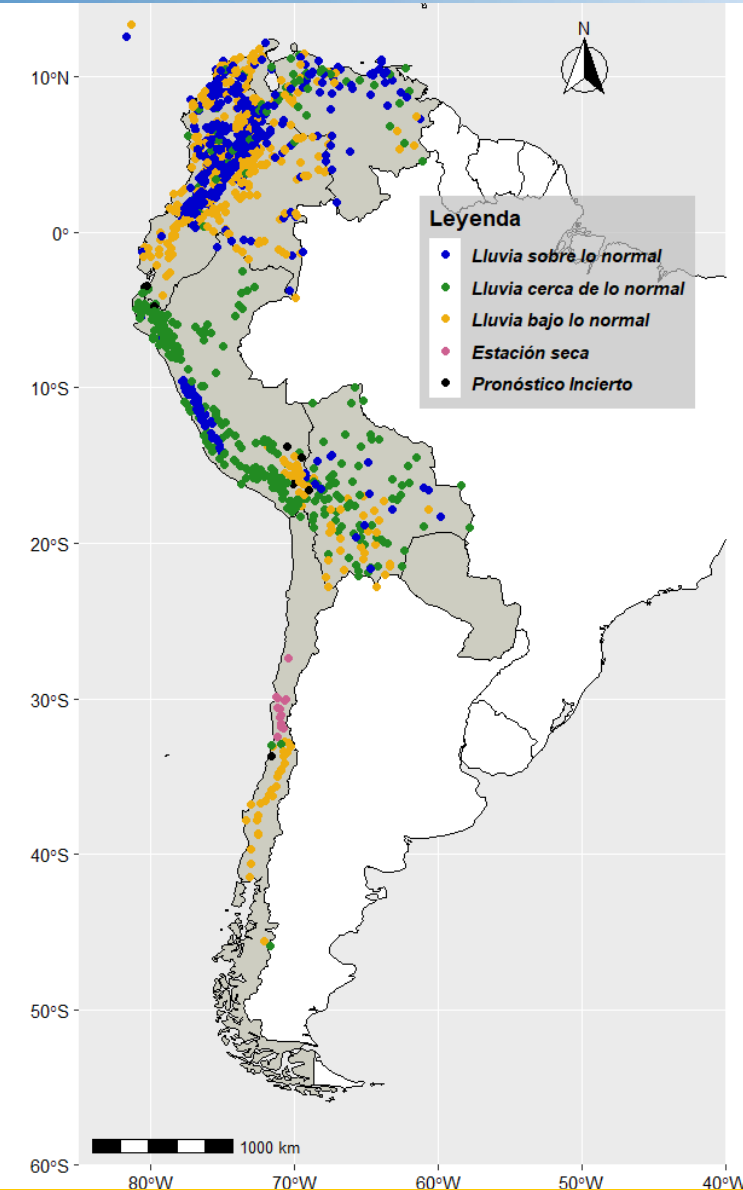 N
10°N
0°
10°S
20°S
30°S
40°S
50°S
60°S
Leyenda
Lluvia sobre lo normal
Lluvia cerca de lo normal
Lluvia bajo lo normal
Estación seca
Pronóstico Incierto
1000 km
80°W 70°W 60°W 50°W 40°W